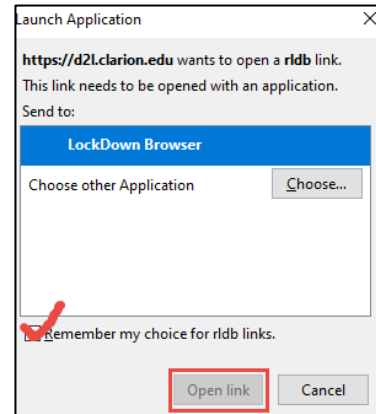 Launch Application
https://d2l.clarion.edu wants to open a rldb link.
This link needs to be opened with an application.
Send to:
LockDown Browser
Choose other Application
Choose...
Remember my choice for rldb links.
Open link
Cancel